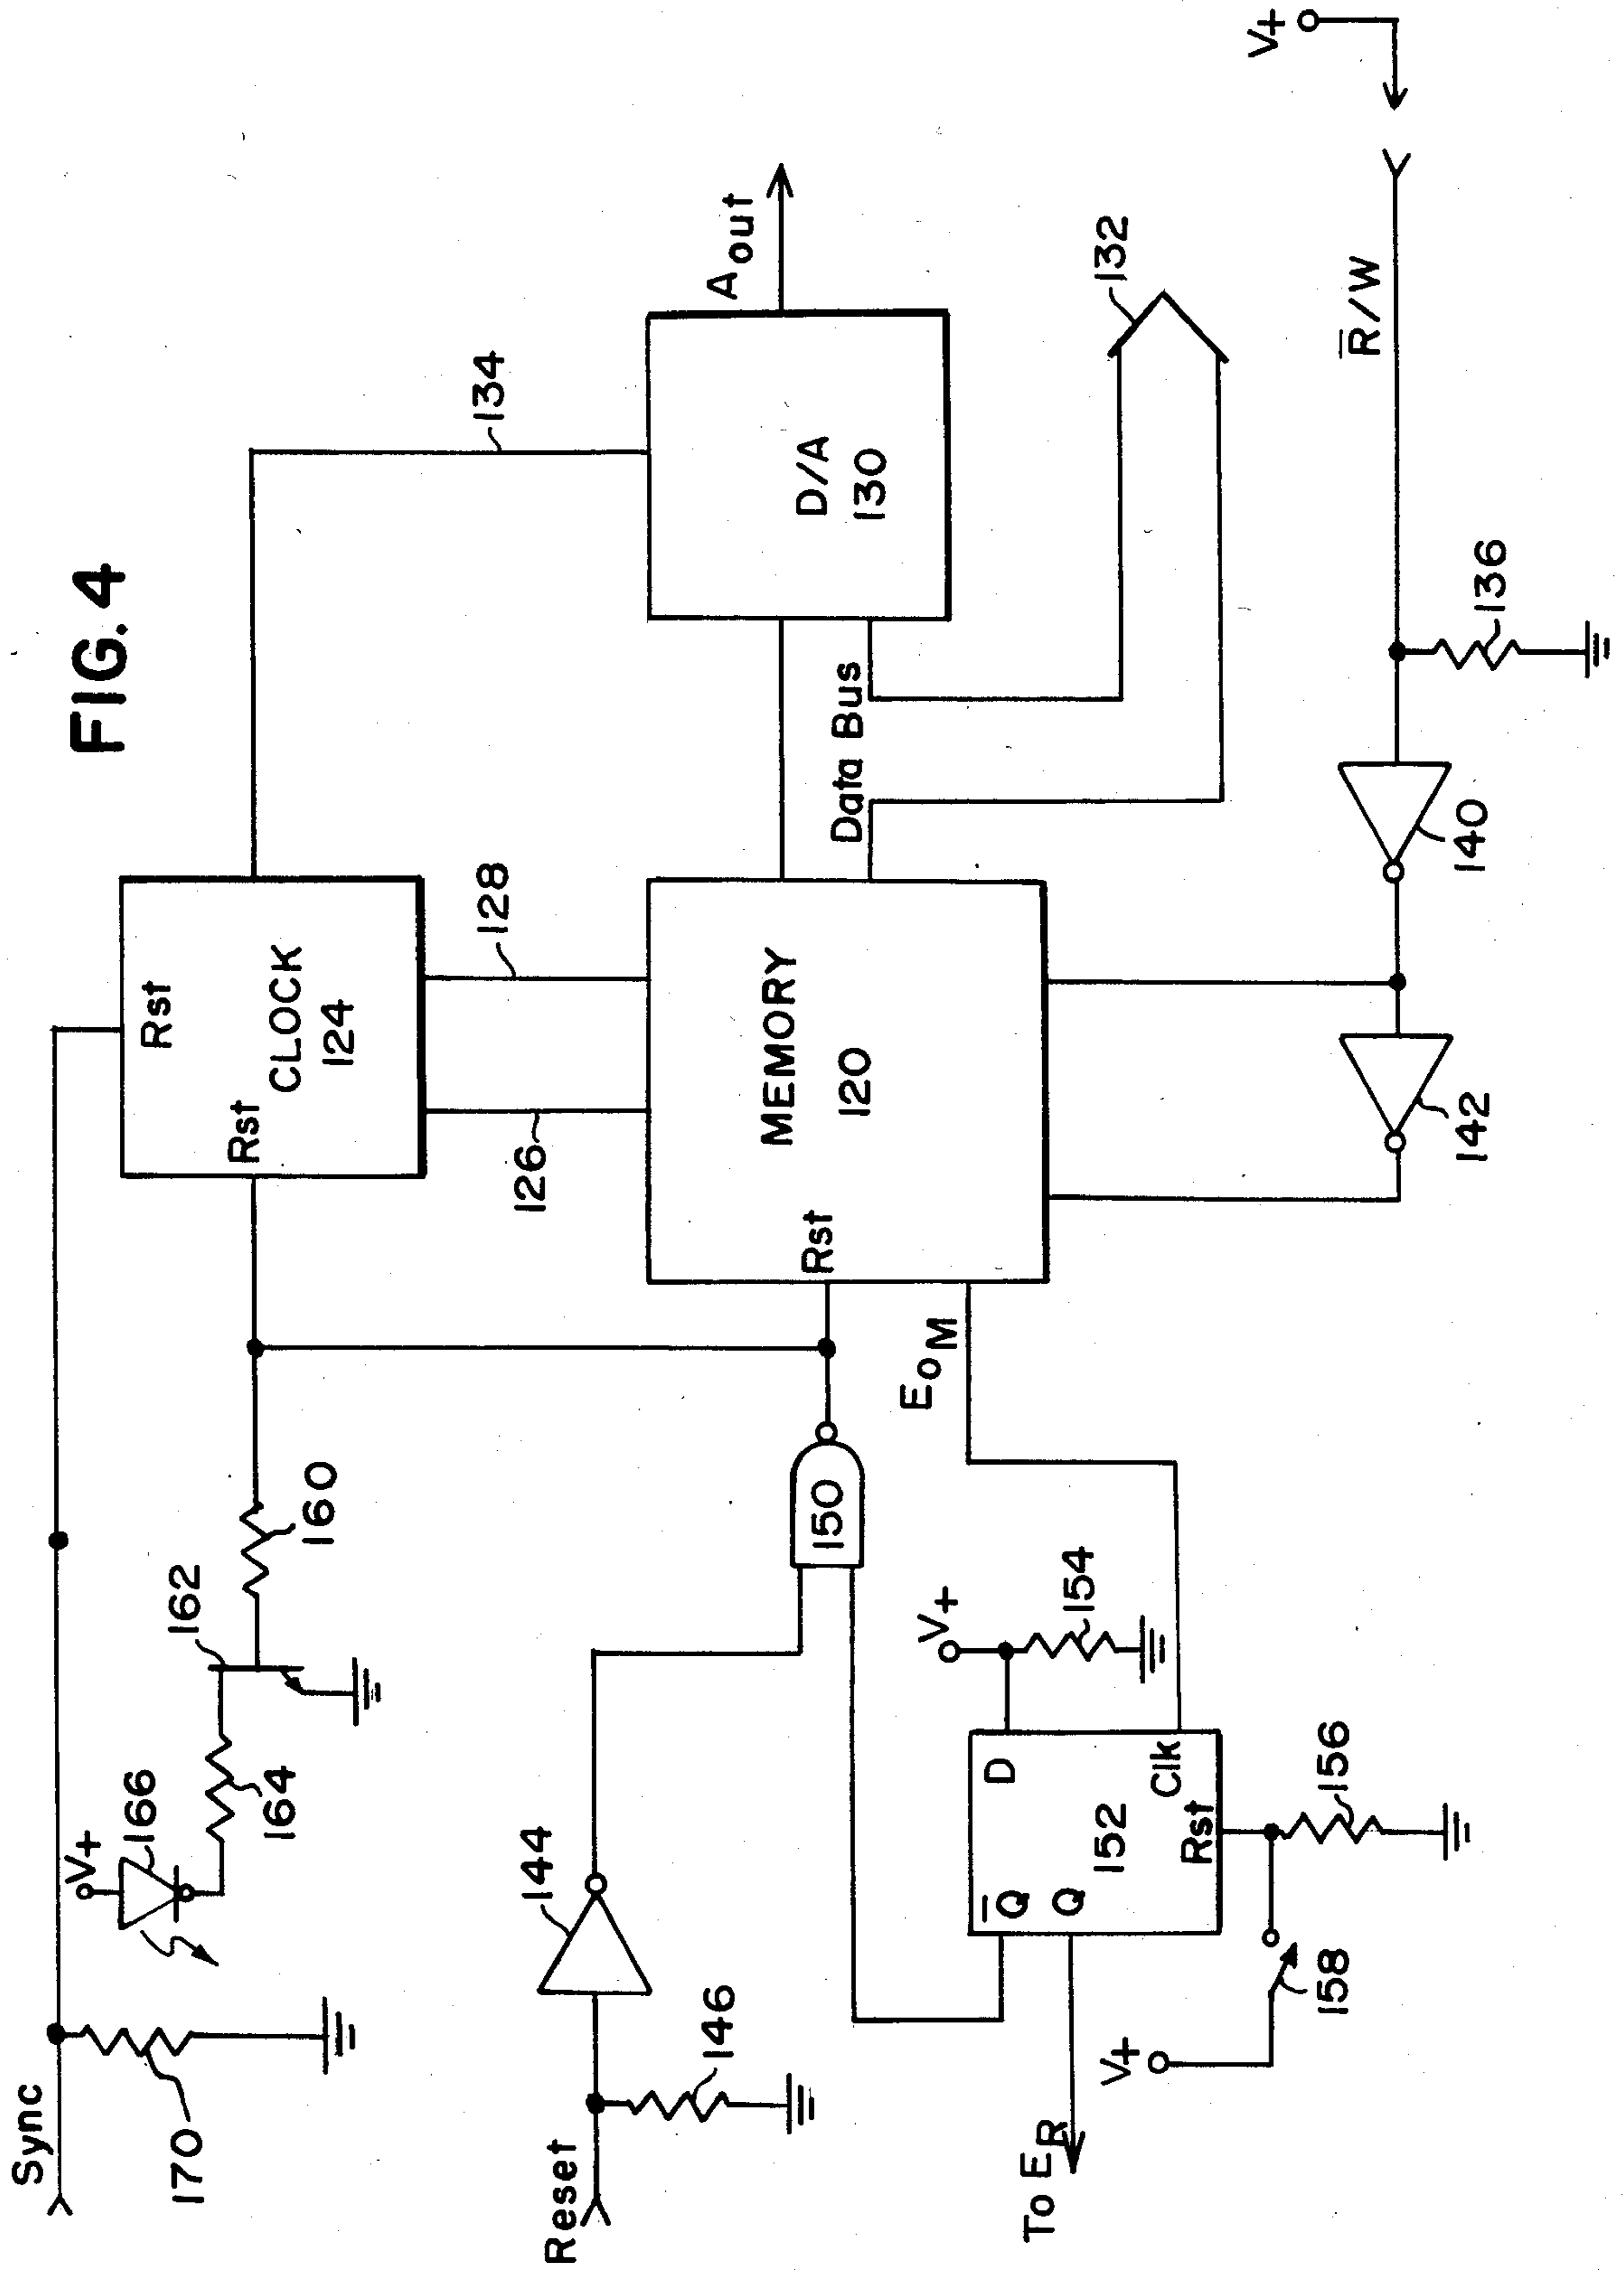 FIG. 4
Sync
170
V+
166
164
162
160
Rst
Rst
CLOCK
124
134
126
128
Reset
146
144
150
Rst
MEMORY
120
D/A
130
A out
Data Bus
132
EOM
To ER
Q̅
Q
152
D
Clk
Rst
V+
154
156
158
V+
142
140
136
R̅/W
V+